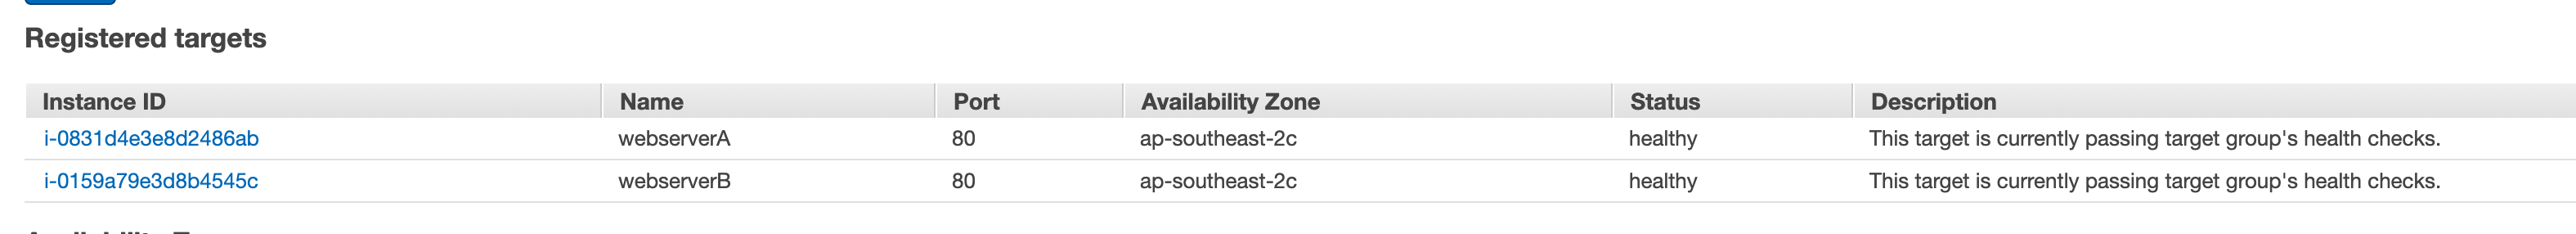 Registered targets
Instance ID Name Port Availability Zone Status Description
i-0831d4e3e8d2486ab webserverA 80 ap-southeast-2c healthy This target is currently passing target group's health checks.
i-0159a79e3d8b4545c webserverB 80 ap-southeast-2c healthy This target is currently passing target group's health checks.